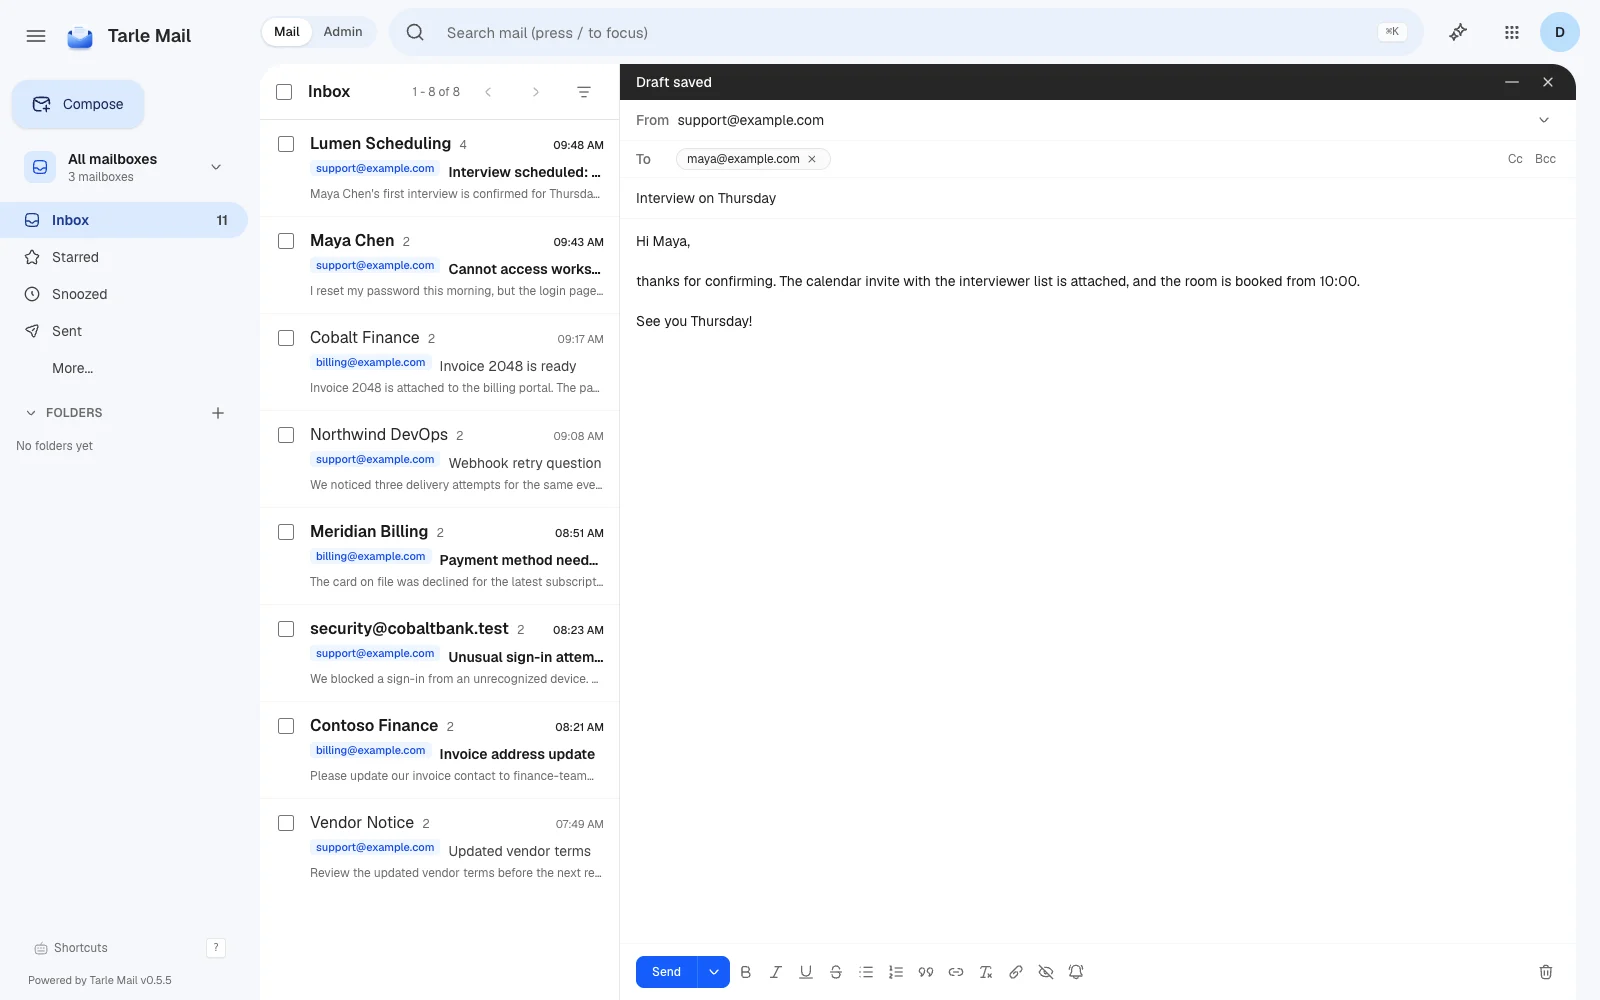 Tarle Mail
Mail Admin
Search mail (press / to focus)
⌘K
D
Compose
All mailboxes
3 mailboxes
Inbox 11
Starred
Snoozed
Sent
More...
FOLDERS
No folders yet
Shortcuts ?
Powered by Tarle Mail v0.5.5
Inbox 1 - 8 of 8
Lumen Scheduling 4 09:48 AM
support@example.com Interview scheduled: ...
Maya Chen's first interview is confirmed for Thursda...
Maya Chen 2 09:43 AM
support@example.com Cannot access works...
I reset my password this morning, but the login page...
Cobalt Finance 2 09:17 AM
billing@example.com Invoice 2048 is ready
Invoice 2048 is attached to the billing portal. The pa...
Northwind DevOps 2 09:08 AM
support@example.com Webhook retry question
We noticed three delivery attempts for the same eve...
Meridian Billing 2 08:51 AM
billing@example.com Payment method need...
The card on file was declined for the latest subscript...
security@cobaltbank.test 2 08:23 AM
support@example.com Unusual sign-in attem...
We blocked a sign-in from an unrecognized device. ...
Contoso Finance 2 08:21 AM
billing@example.com Invoice address update
Please update our invoice contact to finance-team...
Vendor Notice 2 07:49 AM
support@example.com Updated vendor terms
Review the updated vendor terms before the next re...
Draft saved
From support@example.com
To maya@example.com Cc Bcc
Interview on Thursday
Hi Maya,
thanks for confirming. The calendar invite with the interviewer list is attached, and the room is booked from 10:00.
See you Thursday!
Send